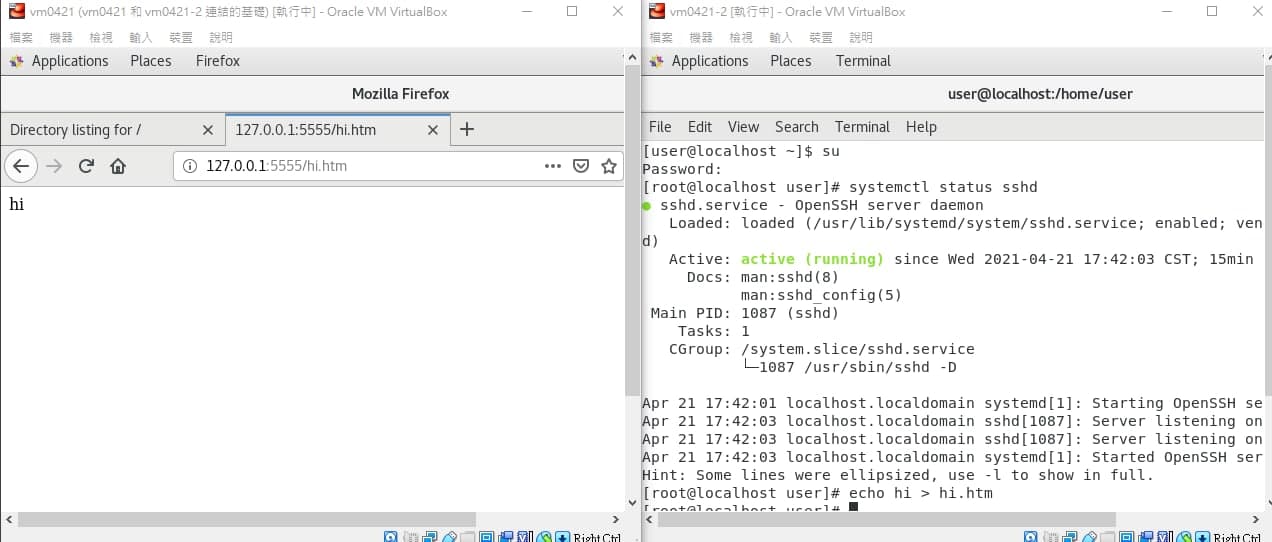 vm0421 (vm0421 和 vm0421-2 連結的基礎) [執行中] - Oracle VM VirtualBox
檔案 機器 檢視 輸入 裝置 說明
Applications Places Firefox
Mozilla Firefox
Directory listing for /
127.0.0.1:5555/hi.htm
127.0.0.1:5555/hi.htm
hi
Right Ctrl
vm0421-2 [執行中] - Oracle VM VirtualBox
檔案 機器 檢視 輸入 裝置 說明
Applications Places Terminal
user@localhost:/home/user
File Edit View Search Terminal Help
[user@localhost ~]$ su
Password:
[root@localhost user]# systemctl status sshd
● sshd.service - OpenSSH server daemon
   Loaded: loaded (/usr/lib/systemd/system/sshd.service; enabled; ven
d)
   Active: active (running) since Wed 2021-04-21 17:42:03 CST; 15min
     Docs: man:sshd(8)
           man:sshd_config(5)
 Main PID: 1087 (sshd)
    Tasks: 1
   CGroup: /system.slice/sshd.service
           └─1087 /usr/sbin/sshd -D
Apr 21 17:42:01 localhost.localdomain systemd[1]: Starting OpenSSH se
Apr 21 17:42:03 localhost.localdomain sshd[1087]: Server listening on
Apr 21 17:42:03 localhost.localdomain sshd[1087]: Server listening on
Apr 21 17:42:03 localhost.localdomain systemd[1]: Started OpenSSH ser
Hint: Some lines were ellipsized, use -l to show in full.
[root@localhost user]# echo hi > hi.htm
[root@localhost user]#
Right Ctrl